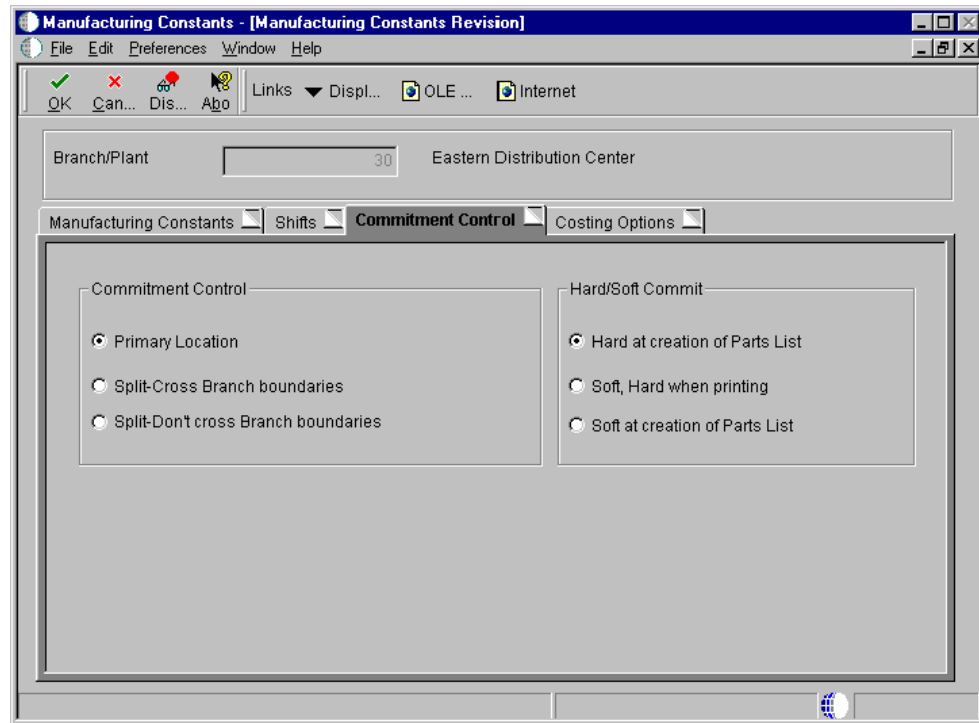 Manufacturing Constants - [Manufacturing Constants Revision]
File Edit Preferences Window Help
OK Can... Dis... Abo Links Displ... OLE ... Internet
Branch/Plant 30 Eastern Distribution Center
Manufacturing Constants Shifts Commitment Control Costing Options
Commitment Control
Primary Location
Split-Cross Branch boundaries
Split-Don't cross Branch boundaries
Hard/Soft Commit
Hard at creation of Parts List
Soft, Hard when printing
Soft at creation of Parts List